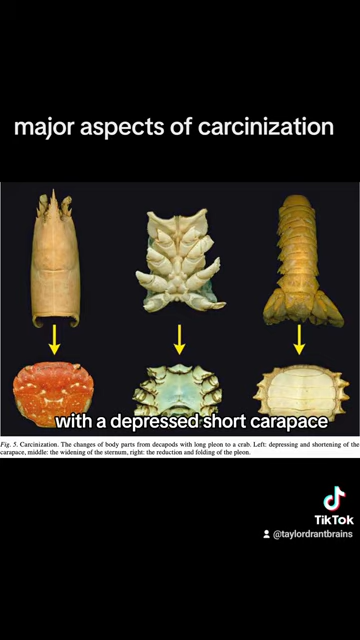 major aspects of carcinization
with a depressed short carapace
Fig. 5. Carcinization. The changes of body parts from decapods with long pleon to a crab. Left: depressing and shortening of the
carapace, middle: the widening of the sternum, right: the reduction and folding of the pleon.
TikTok
@taylordrantbrains